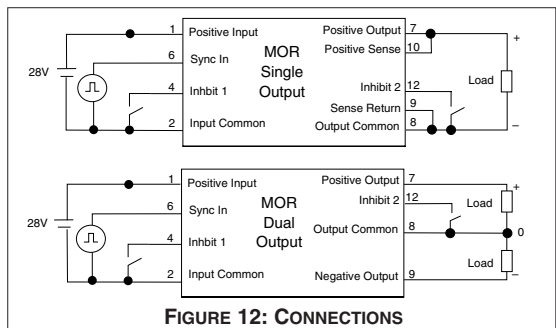 1 Positive Input
6 Sync In
4 Inhbit 1
2 Input Common
28V
MOR
Single
Output
Positive Output 7
Positive Sense 10
Inhibit 2 12
Sense Return 9
Output Common 8
+
Load
–
1 Positive Input
6 Sync In
4 Inhbit 1
2 Input Common
28V
MOR
Dual
Output
Positive Output 7
Inhibit 2 12
Output Common 8
Negative Output 9
+
Load
0
Load
–
FIGURE 12: CONNECTIONS